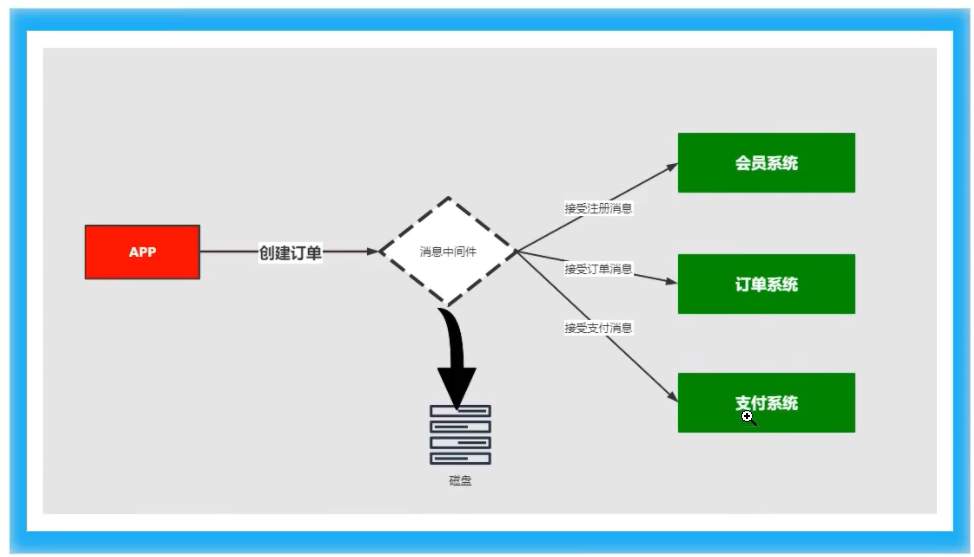 会员系统
接受注册消息
APP
创建订单
消息中间件
接受订单消息
订单系统
接受支付消息
支付系统
磁盘